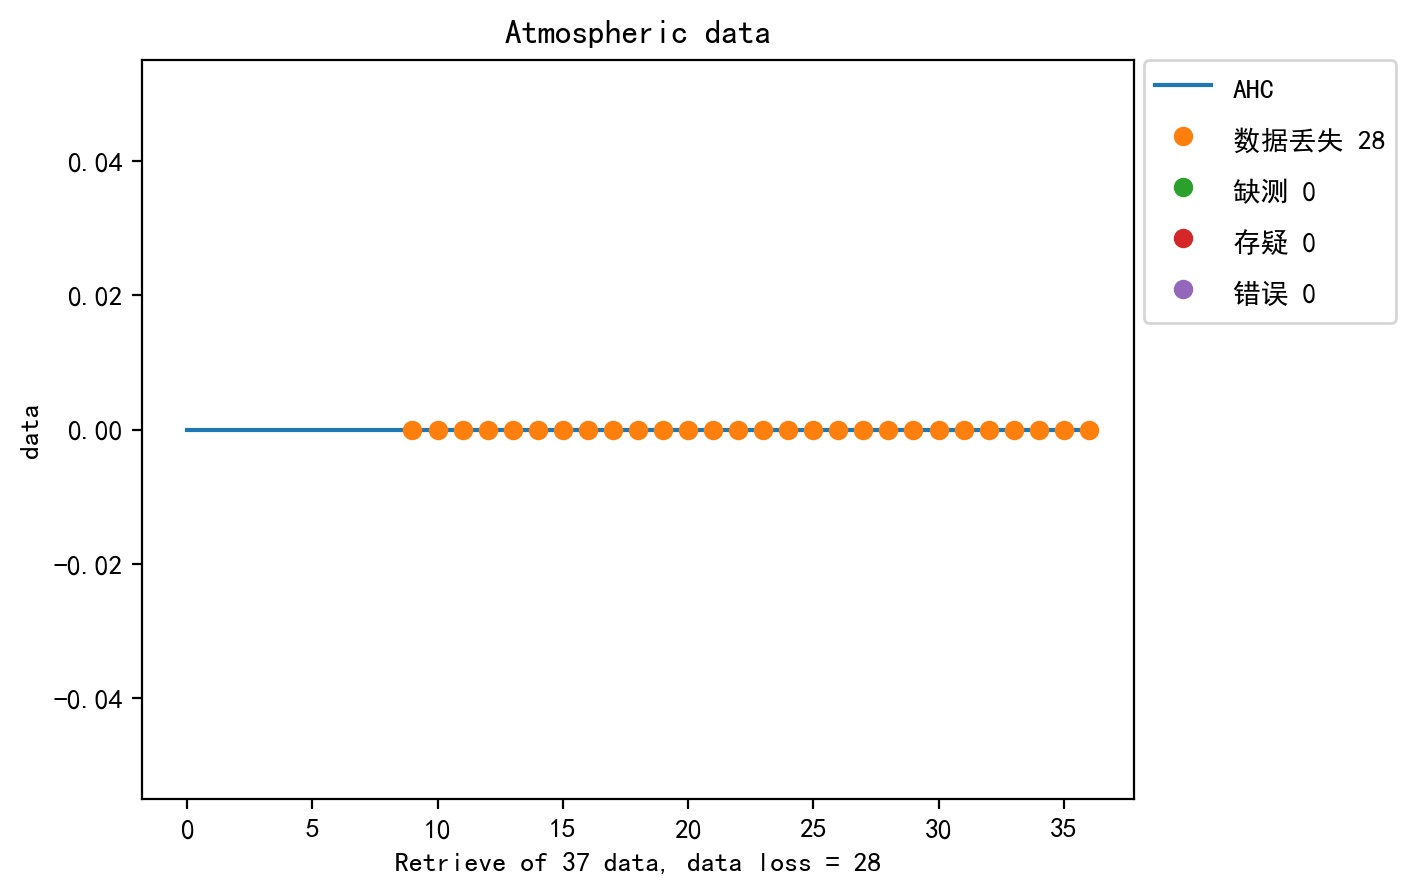 Atmospheric data
AHC
数据丢失 28
缺测 0
存疑 0
错误 0
0.04
0.02
0.00
-0.02
-0.04
data
0 5 10 15 20 25 30 35
Retrieve of 37 data, data loss = 28